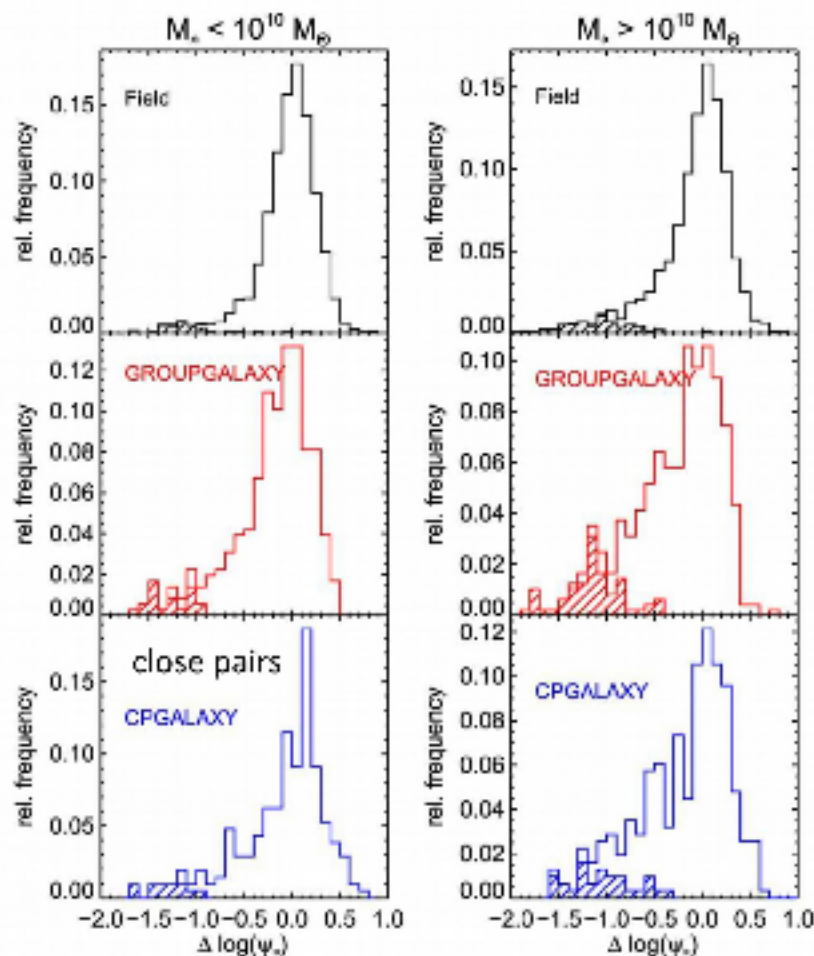 M* < 10^10 M⊙
M* > 10^10 M⊙
rel. frequency
0.15
0.10
0.05
0.00
Field
rel. frequency
0.15
0.10
0.05
0.00
Field
rel. frequency
0.12
0.10
0.08
0.06
0.04
0.02
0.00
GROUPGALAXY
rel. frequency
0.10
0.08
0.06
0.04
0.02
0.00
GROUPGALAXY
rel. frequency
0.15
0.10
0.05
0.00
close pairs
CPGALAXY
rel. frequency
0.12
0.10
0.08
0.06
0.04
0.02
0.00
CPGALAXY
-2.0 -1.5 -1.0 -0.5 0.0 0.5
-2.0 -1.5 -1.0 -0.5 0.0 0.5 1.0
Δ log(ψ*)
Δ log(ψ*)